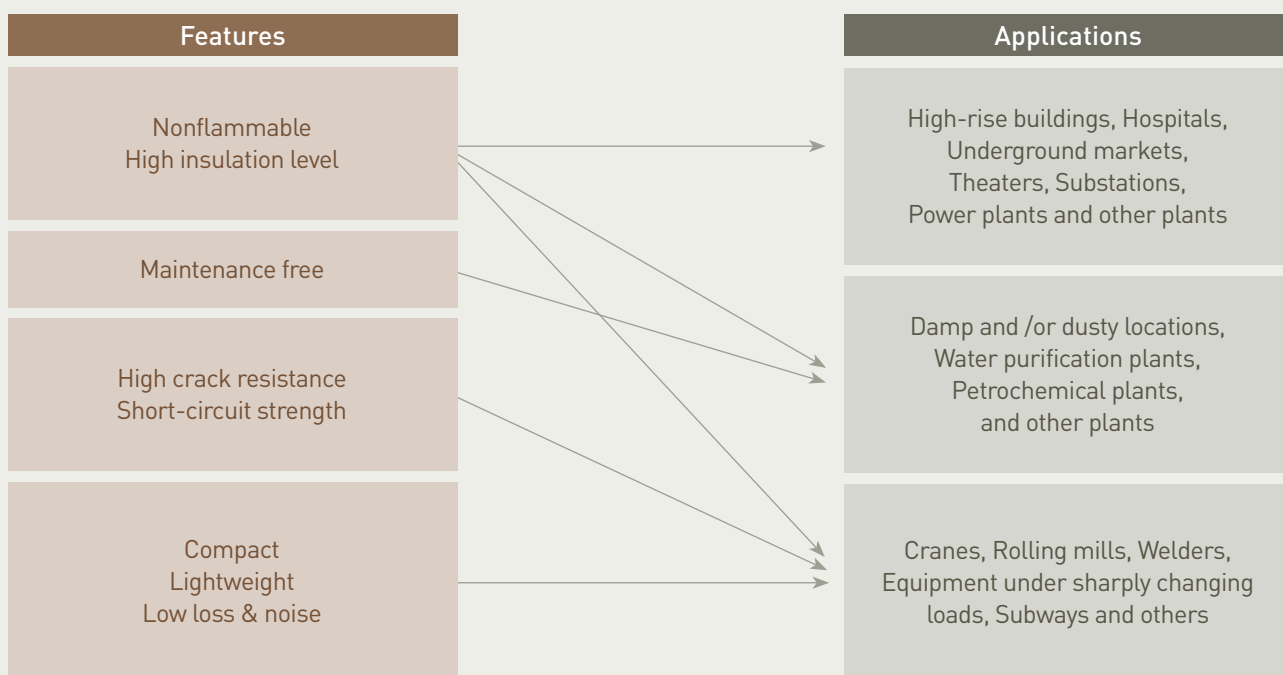 Features
Nonflammable
High insulation level
Maintenance free
High crack resistance
Short-circuit strength
Compact
Lightweight
Low loss & noise
Applications
High-rise buildings, Hospitals,
Underground markets,
Theaters, Substations,
Power plants and other plants
Damp and /or dusty locations,
Water purification plants,
Petrochemical plants,
and other plants
Cranes, Rolling mills, Welders,
Equipment under sharply changing
loads, Subways and others